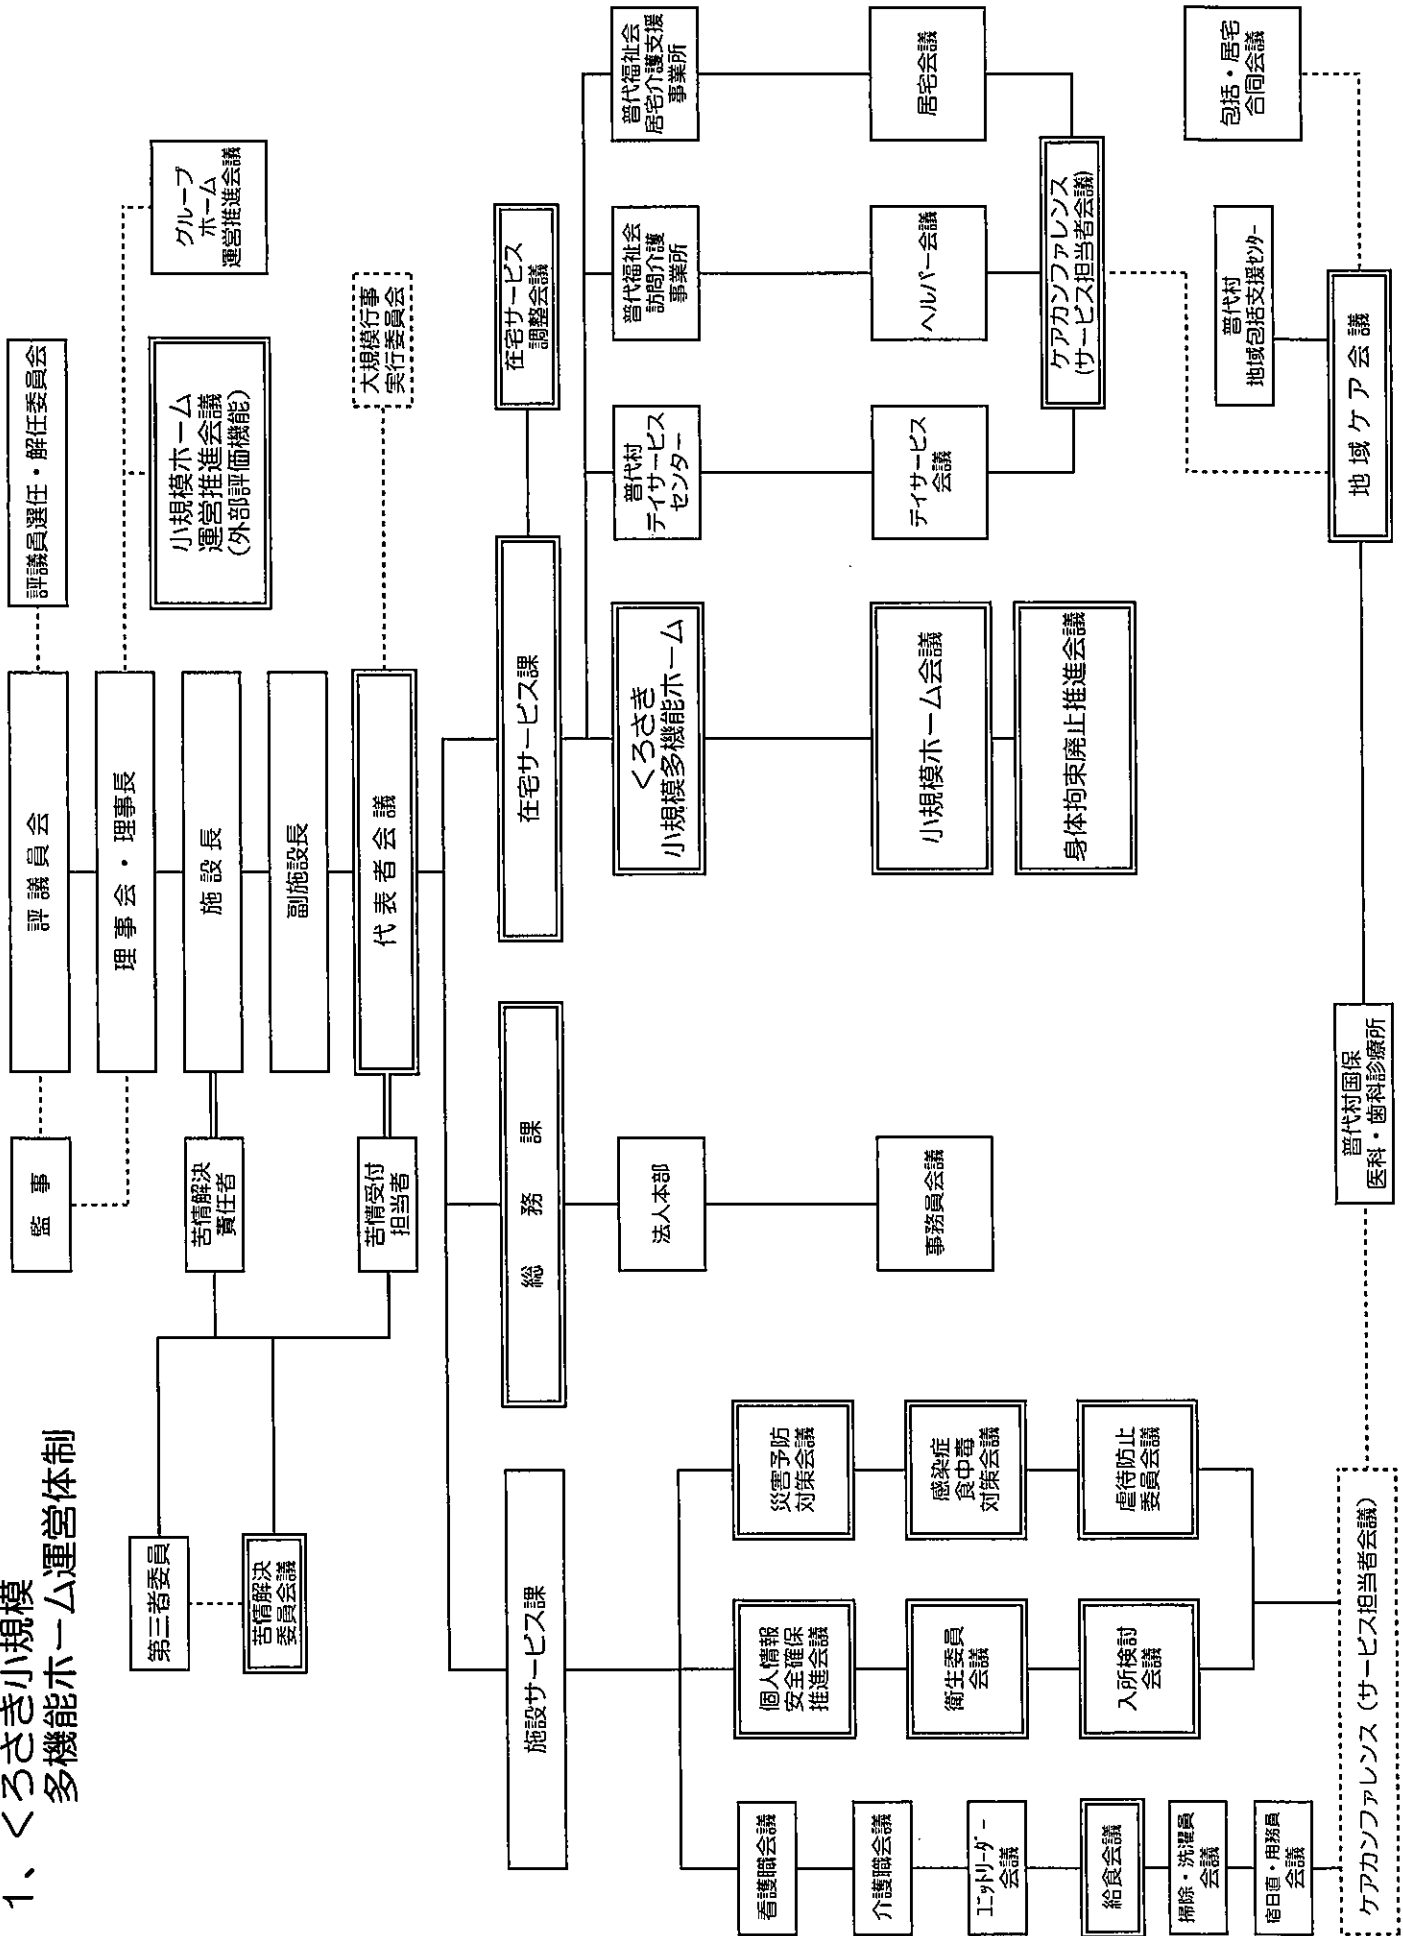 1、くろさき小規模
多機能ホーム運営体制
評議員会
評議員選任・解任委員会
監事
理事会・理事長
小規模ホーム
運営推進会議
(外部評価機能)
グループ
ホーム
運営推進会議
施設長
苦情解決
責任者
副施設長
第三者委員
苦情解決
委員会議
代表者会議
苦情受付
担当者
大規模行事
実行委員会
施設サービス課
総務課
在宅サービス課
在宅サービス
調整会議
法人本部
くろさき
小規模多機能ホーム
普代村
デイサービス
センター
普代福祉会
訪問介護
事業所
普代福祉会
居宅介護支援
事業所
看護職会議
個人情報
安全確保
推進会議
災害予防
対策会議
介護職会議
衛生委員
会議
感染症
食中毒
対策会議
事務員会議
小規模ホーム会議
デイサービス
会議
ヘルパー会議
居宅会議
ユニットリーダー
会議
身体拘束廃止推進会議
ケアカンファレンス
(サービス担当者会議)
給食会議
入所検討
会議
虐待防止
委員会議
掃除・洗濯員
会議
宿日直・用務員
会議
普代村
地域包括支援センター
包括・居宅
合同会議
ケアカンファレンス(サービス担当者会議)
普代村国保
医科・歯科診療所
地域ケア会議